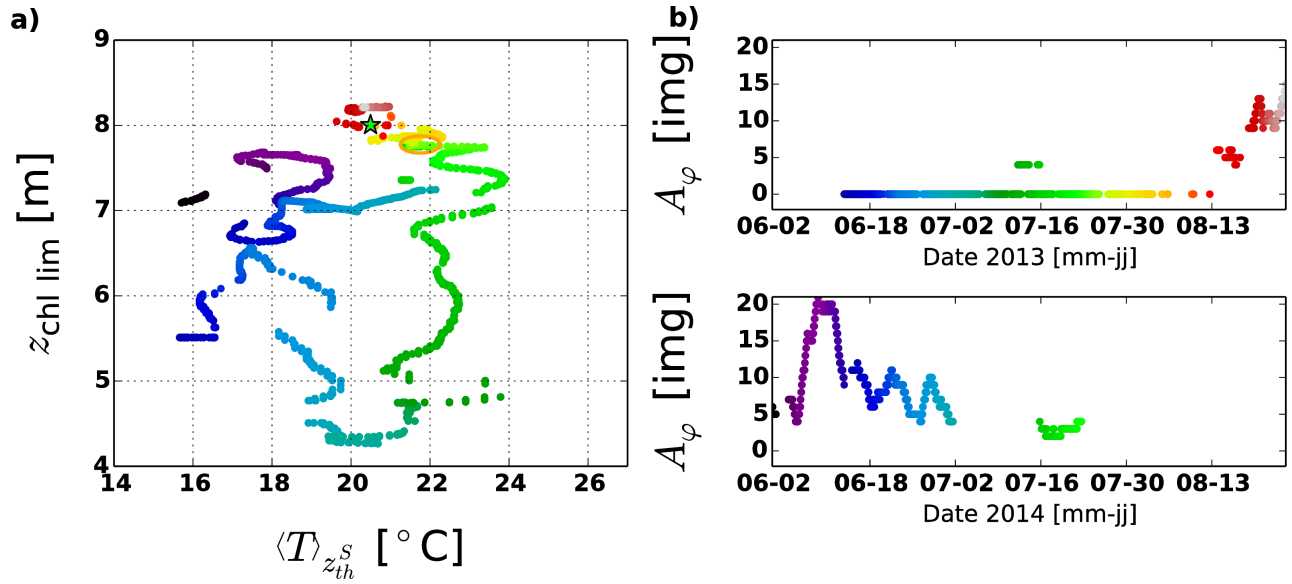 a)
9
8
7
6
5
4
z_chl lim [m]
14 16 18 20 22 24 26
⟨T⟩_{z_{th}^S} [°C]
b)
20
15
10
5
0
A_φ [img]
06-02 06-18 07-02 07-16 07-30 08-13
Date 2013 [mm-jj]
20
15
10
5
0
A_φ [img]
06-02 06-18 07-02 07-16 07-30 08-13
Date 2014 [mm-jj]